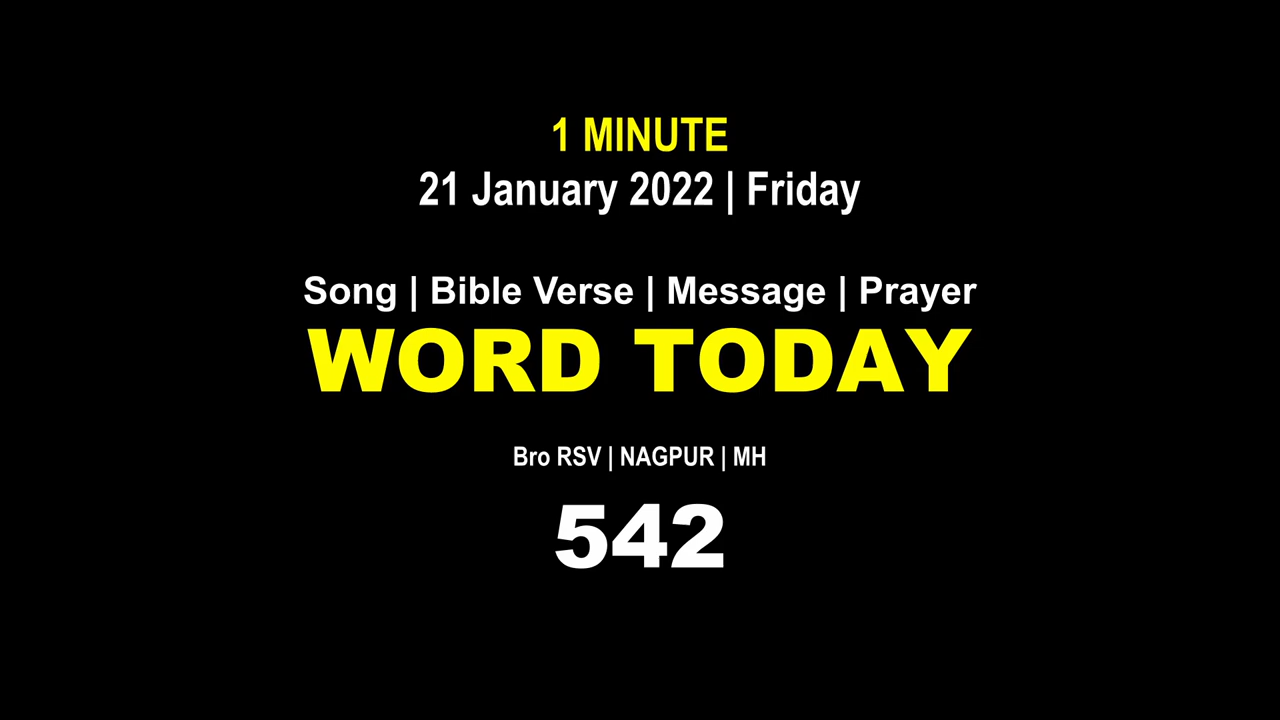 1 MINUTE
21 January 2022 | Friday
Song | Bible Verse | Message | Prayer
WORD TODAY
Bro RSV | NAGPUR | MH
542